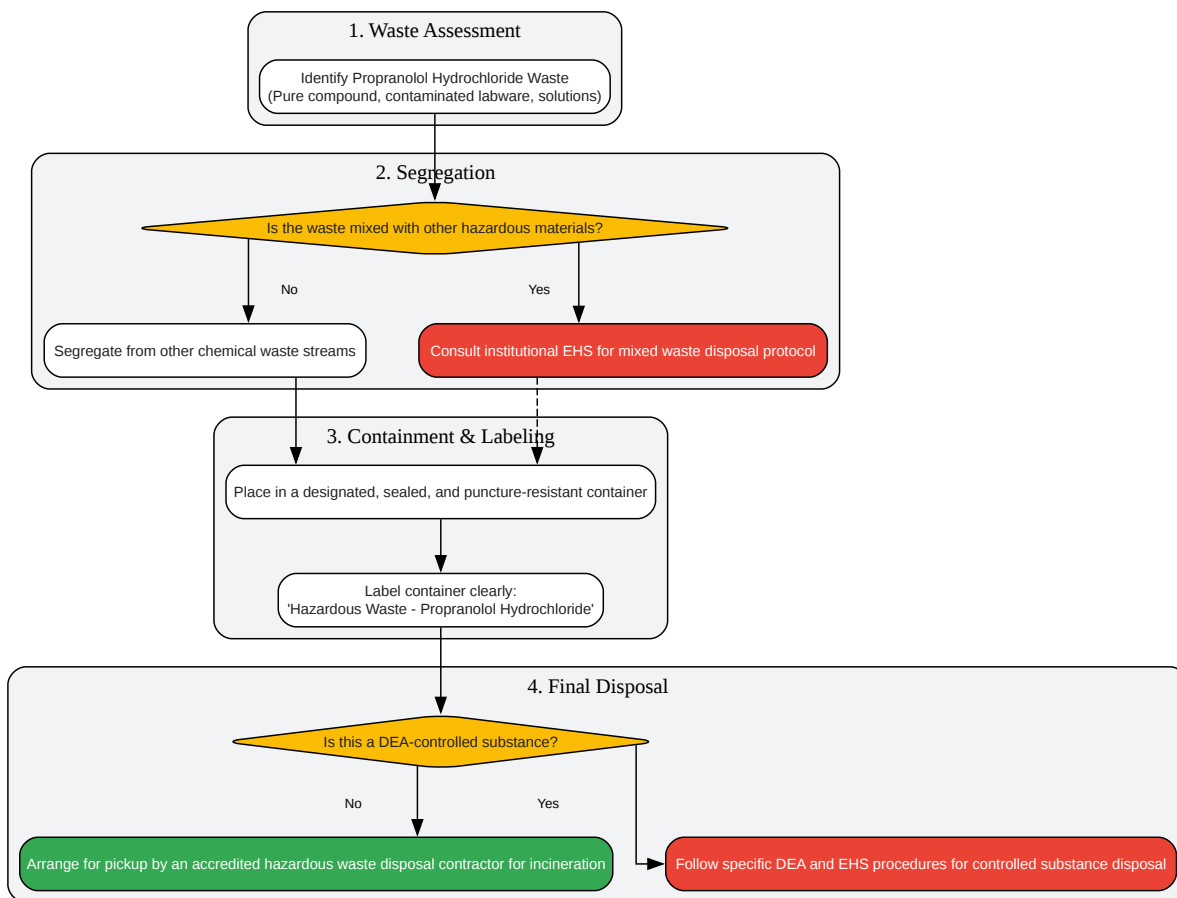 1. Waste Assessment
Identify Propranolol Hydrochloride Waste
(Pure compound, contaminated labware, solutions)
2. Segregation
Is the waste mixed with other hazardous materials?
No
Yes
Segregate from other chemical waste streams
Consult institutional EHS for mixed waste disposal protocol
3. Containment & Labeling
Place in a designated, sealed, and puncture-resistant container
Label container clearly:
'Hazardous Waste - Propranolol Hydrochloride'
4. Final Disposal
Is this a DEA-controlled substance?
No
Yes
Arrange for pickup by an accredited hazardous waste disposal contractor for incineration
Follow specific DEA and EHS procedures for controlled substance disposal